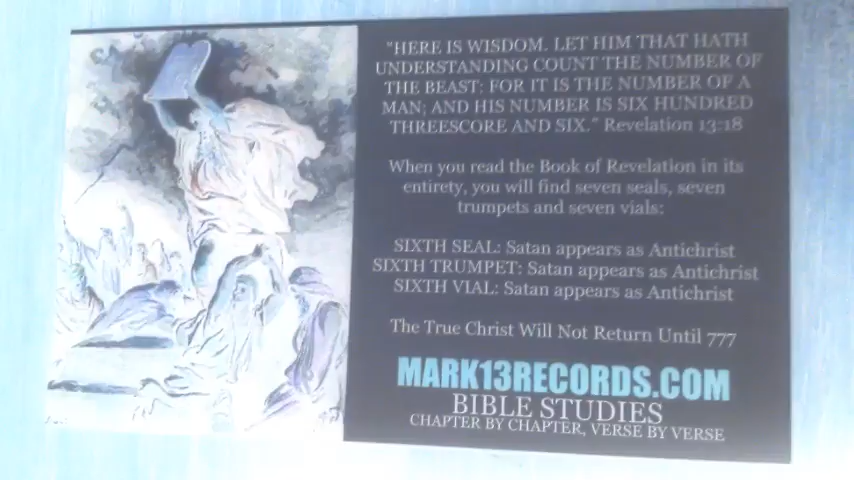 "HERE IS WISDOM. LET HIM THAT HATH
UNDERSTANDING COUNT THE NUMBER OF
THE BEAST: FOR IT IS THE NUMBER OF A
MAN; AND HIS NUMBER IS SIX HUNDRED
THREESCORE AND SIX." Revelation 13:18
When you read the Book of Revelation in its
entirety, you will find seven seals, seven
trumpets and seven vials:
SIXTH SEAL: Satan appears as Antichrist
SIXTH TRUMPET: Satan appears as Antichrist
SIXTH VIAL: Satan appears as Antichrist
The True Christ Will Not Return Until 777
MARK13RECORDS.COM
BIBLE STUDIES
CHAPTER BY CHAPTER, VERSE BY VERSE